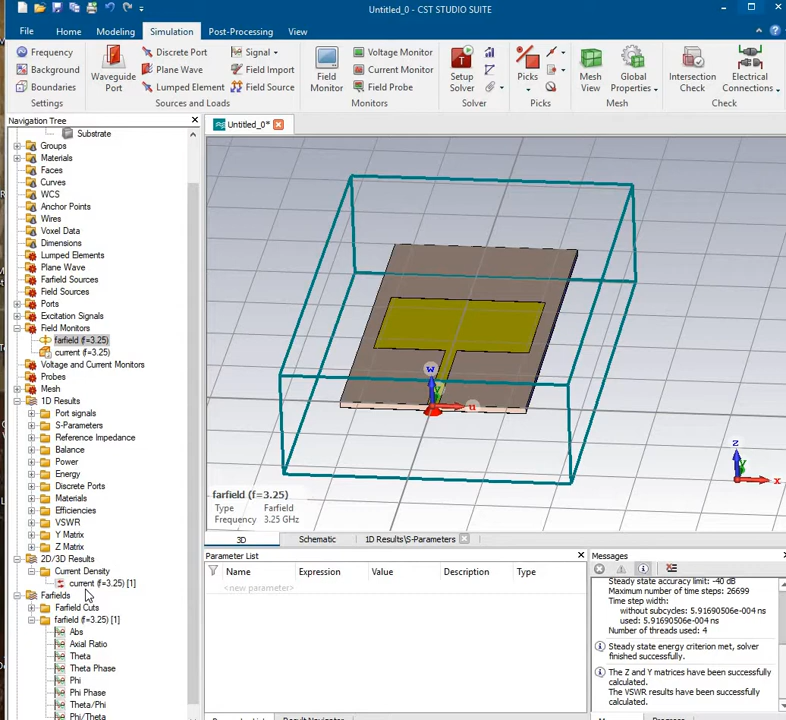 Untitled_0 - CST STUDIO SUITE
File Home Modeling Simulation Post-Processing View
Frequency
Background
Boundaries
Settings
Waveguide Port
Discrete Port
Plane Wave
Lumped Element
Signal
Field Import
Field Source
Sources and Loads
Field Monitor
Voltage Monitor
Current Monitor
Field Probe
Monitors
Setup Solver
Solver
Picks
Picks
Mesh View
Global Properties
Mesh
Intersection Check
Electrical Connections
Check
Navigation Tree
Untitled_0*
Substrate
Groups
Materials
Faces
Curves
WCS
Anchor Points
Wires
Voxel Data
Dimensions
Lumped Elements
Plane Wave
Farfield Sources
Field Sources
Ports
Excitation Signals
Field Monitors
farfield (f=3.25)
current (f=3.25)
Voltage and Current Monitors
Probes
Mesh
1D Results
Port signals
S-Parameters
Reference Impedance
Balance
Power
Energy
Discrete Ports
Materials
Efficiencies
VSWR
Y Matrix
Z Matrix
2D/3D Results
Current Density
current (f=3.25) [1]
Farfields
Farfield Cuts
farfield (f=3.25) [1]
Abs
Axial Ratio
Theta
Theta Phase
Phi
Phi Phase
Theta/Phi
Phi/Theta
w
v
u
z
y
x
farfield (f=3.25)
Type Farfield
Frequency 3.25 GHz
3D Schematic 1D Results\S-Parameters
Parameter List
Name Expression Value Description Type
<new parameter>
Messages
Steady state accuracy limit: -40 dB
Maximum number of time steps: 26699
Time step width:
without subcycles: 5.91690506e-004 ns
used: 5.91690506e-004 ns
Number of threads used: 4
Steady state energy criterion met, solver
finished successfully.
The Z and Y matrices have been successfully
calculated.
The VSWR results have been successfully
calculated.